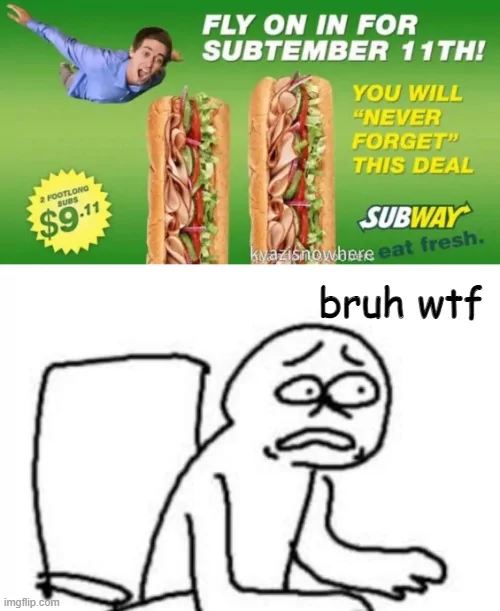 FLY ON IN FOR
SUBTEMBER 11TH!
YOU WILL
"NEVER
FORGET"
THIS DEAL
2 FOOTLONG
SUBS
$9.11
SUBWAY
eat fresh.
kyazisnowhere
bruh wtf
imgflip.com